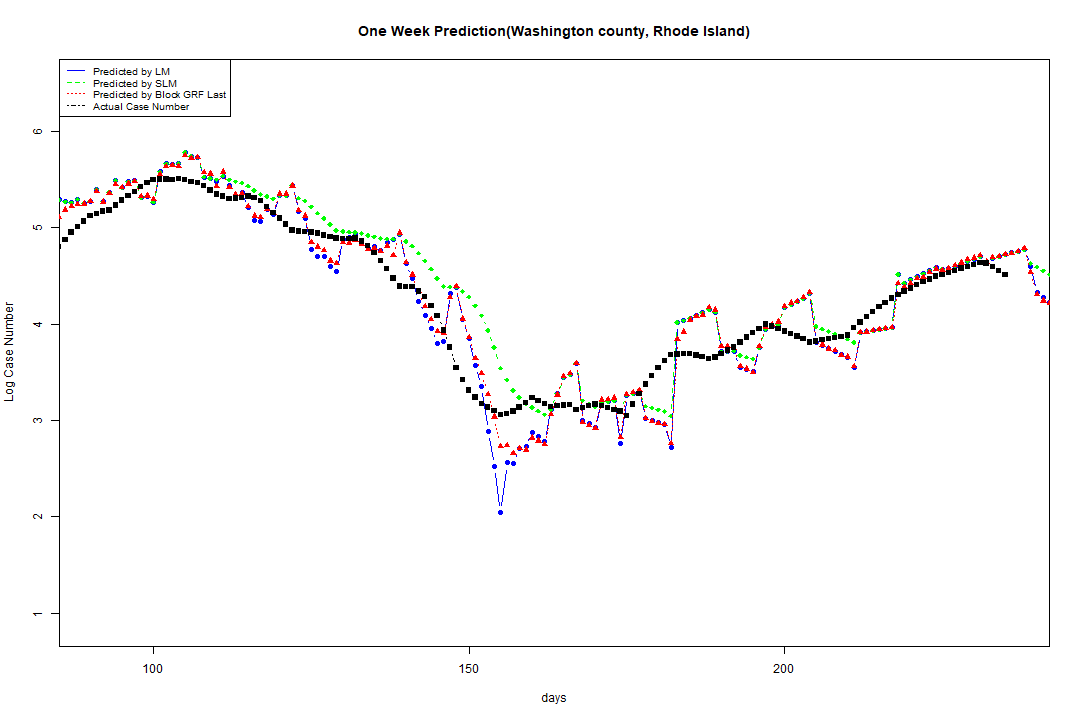 One Week Prediction(Washington county, Rhode Island)
Predicted by LM
Predicted by SLM
Predicted by Block GRF Last
Actual Case Number
6
5
4
3
2
1
Log Case Number
100 150 200
days